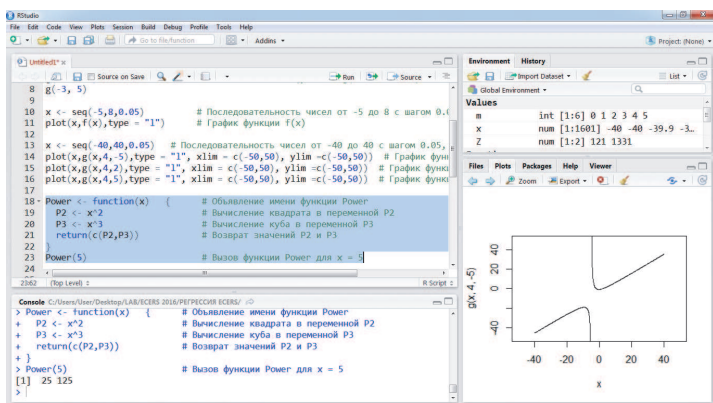 RStudio
File Edit Code View Plots Session Build Debug Profile Tools Help
Go to file/function Addins Project: (None)
Untitled1*
Source on Save Run Source
8 g(-3, 5)
9
10 x <- seq(-5,8,0.05) # Последовательность чисел от -5 до 8 с шагом 0.0
11 plot(x,f(x),type = "l") # График функции f(x)
12
13 x <- seq(-40,40,0.05) # Последовательность чисел от -40 до 40 с шагом 0.05,
14 plot(x,g(x,4,-5),type = "l", xlim = c(-50,50), ylim =c(-50,50)) # График функ
15 plot(x,g(x,4,2),type = "l", xlim = c(-50,50), ylim =c(-50,50)) # График функ
16 plot(x,g(x,4,5),type = "l", xlim = c(-50,50), ylim =c(-50,50)) # График функ
17
18 Power <- function(x) { # Объявление имени функции Power
19 P2 <- x^2 # Вычисление квадрата в переменной P2
20 P3 <- x^3 # Вычисление куба в переменной P3
21 return(c(P2,P3)) # Возврат значений P2 и P3
22 }
23 Power(5) # Вызов функции Power для x = 5
24
23:62 (Top Level) R Script
Console C:/Users/User/Desktop/LAB/ECERS 2016/РЕГРЕССИЯ ECERS/
> Power <- function(x) { # Объявление имени функции Power
+ P2 <- x^2 # Вычисление квадрата в переменной P2
+ P3 <- x^3 # Вычисление куба в переменной P3
+ return(c(P2,P3)) # Возврат значений P2 и P3
+ }
> Power(5) # Вызов функции Power для x = 5
[1] 25 125
>
Environment History
Import Dataset List
Global Environment
Values
m int [1:6] 0 1 2 3 4 5
x num [1:1601] -40 -40 -39.9 -3…
Z num [1:2] 121 1331
Files Plots Packages Help Viewer
Zoom Export
g(x, 4, -5)
40
20
0
-40
-40 -20 0 20 40
x